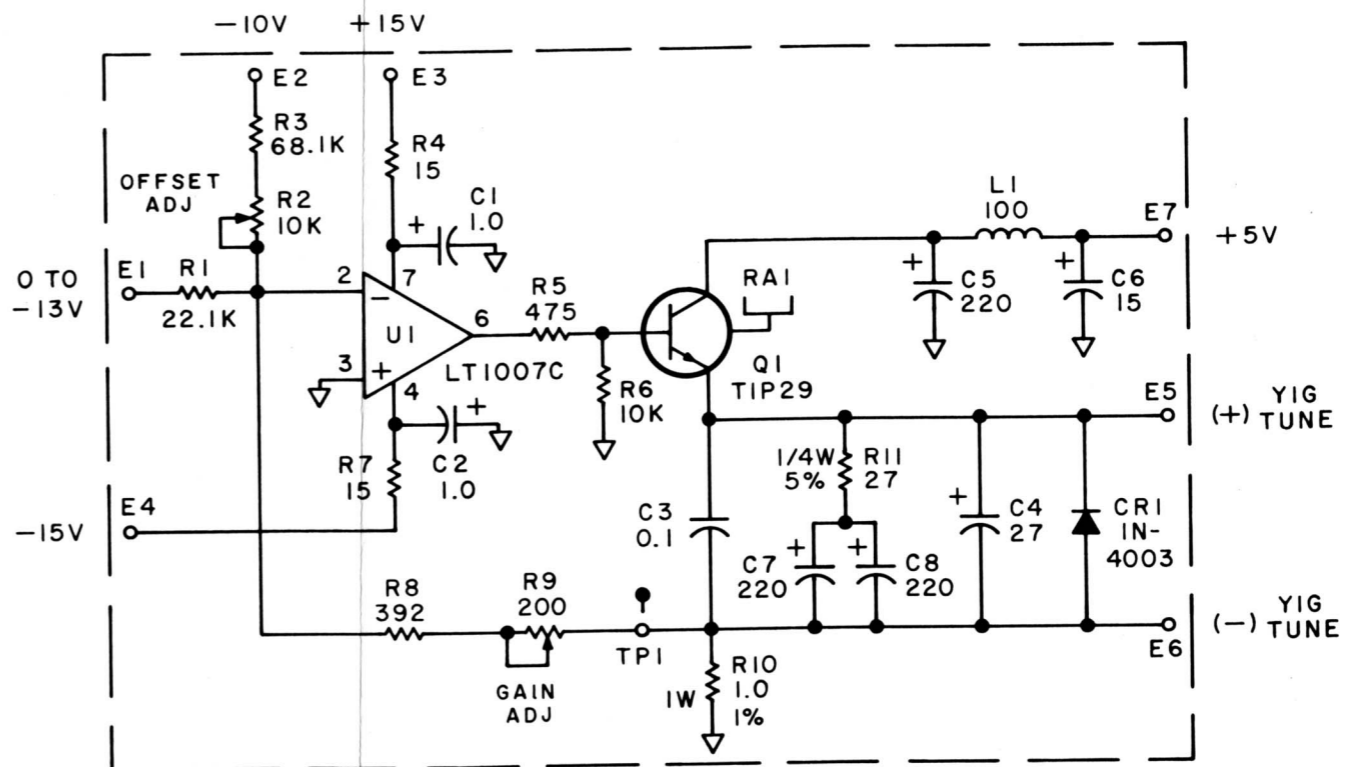 -10V +15V
E2 E3
R3
68.1K
R4
15
OFFSET
ADJ
R2
10K
C1
+ 1.0
L1
100
E7
+5V
0 TO
-13V
E1 R1
22.1K
2 7
-
U1
6
3
+
4
LT1007C
R5
475
RA1
+
C5
220
+
C6
15
Q1
TIP29
R6
10K
E5
(+) YIG
TUNE
+
C2
1.0
R7
15
1/4W
5%
R11
27
E4
-15V
C3
0.1
+
C7
220
+
C8
220
+
C4
27
CR1
1N-
4003
R8
392
R9
200
TP1
(-) YIG
TUNE
E6
GAIN
ADJ
1W
R10
1.0
1%